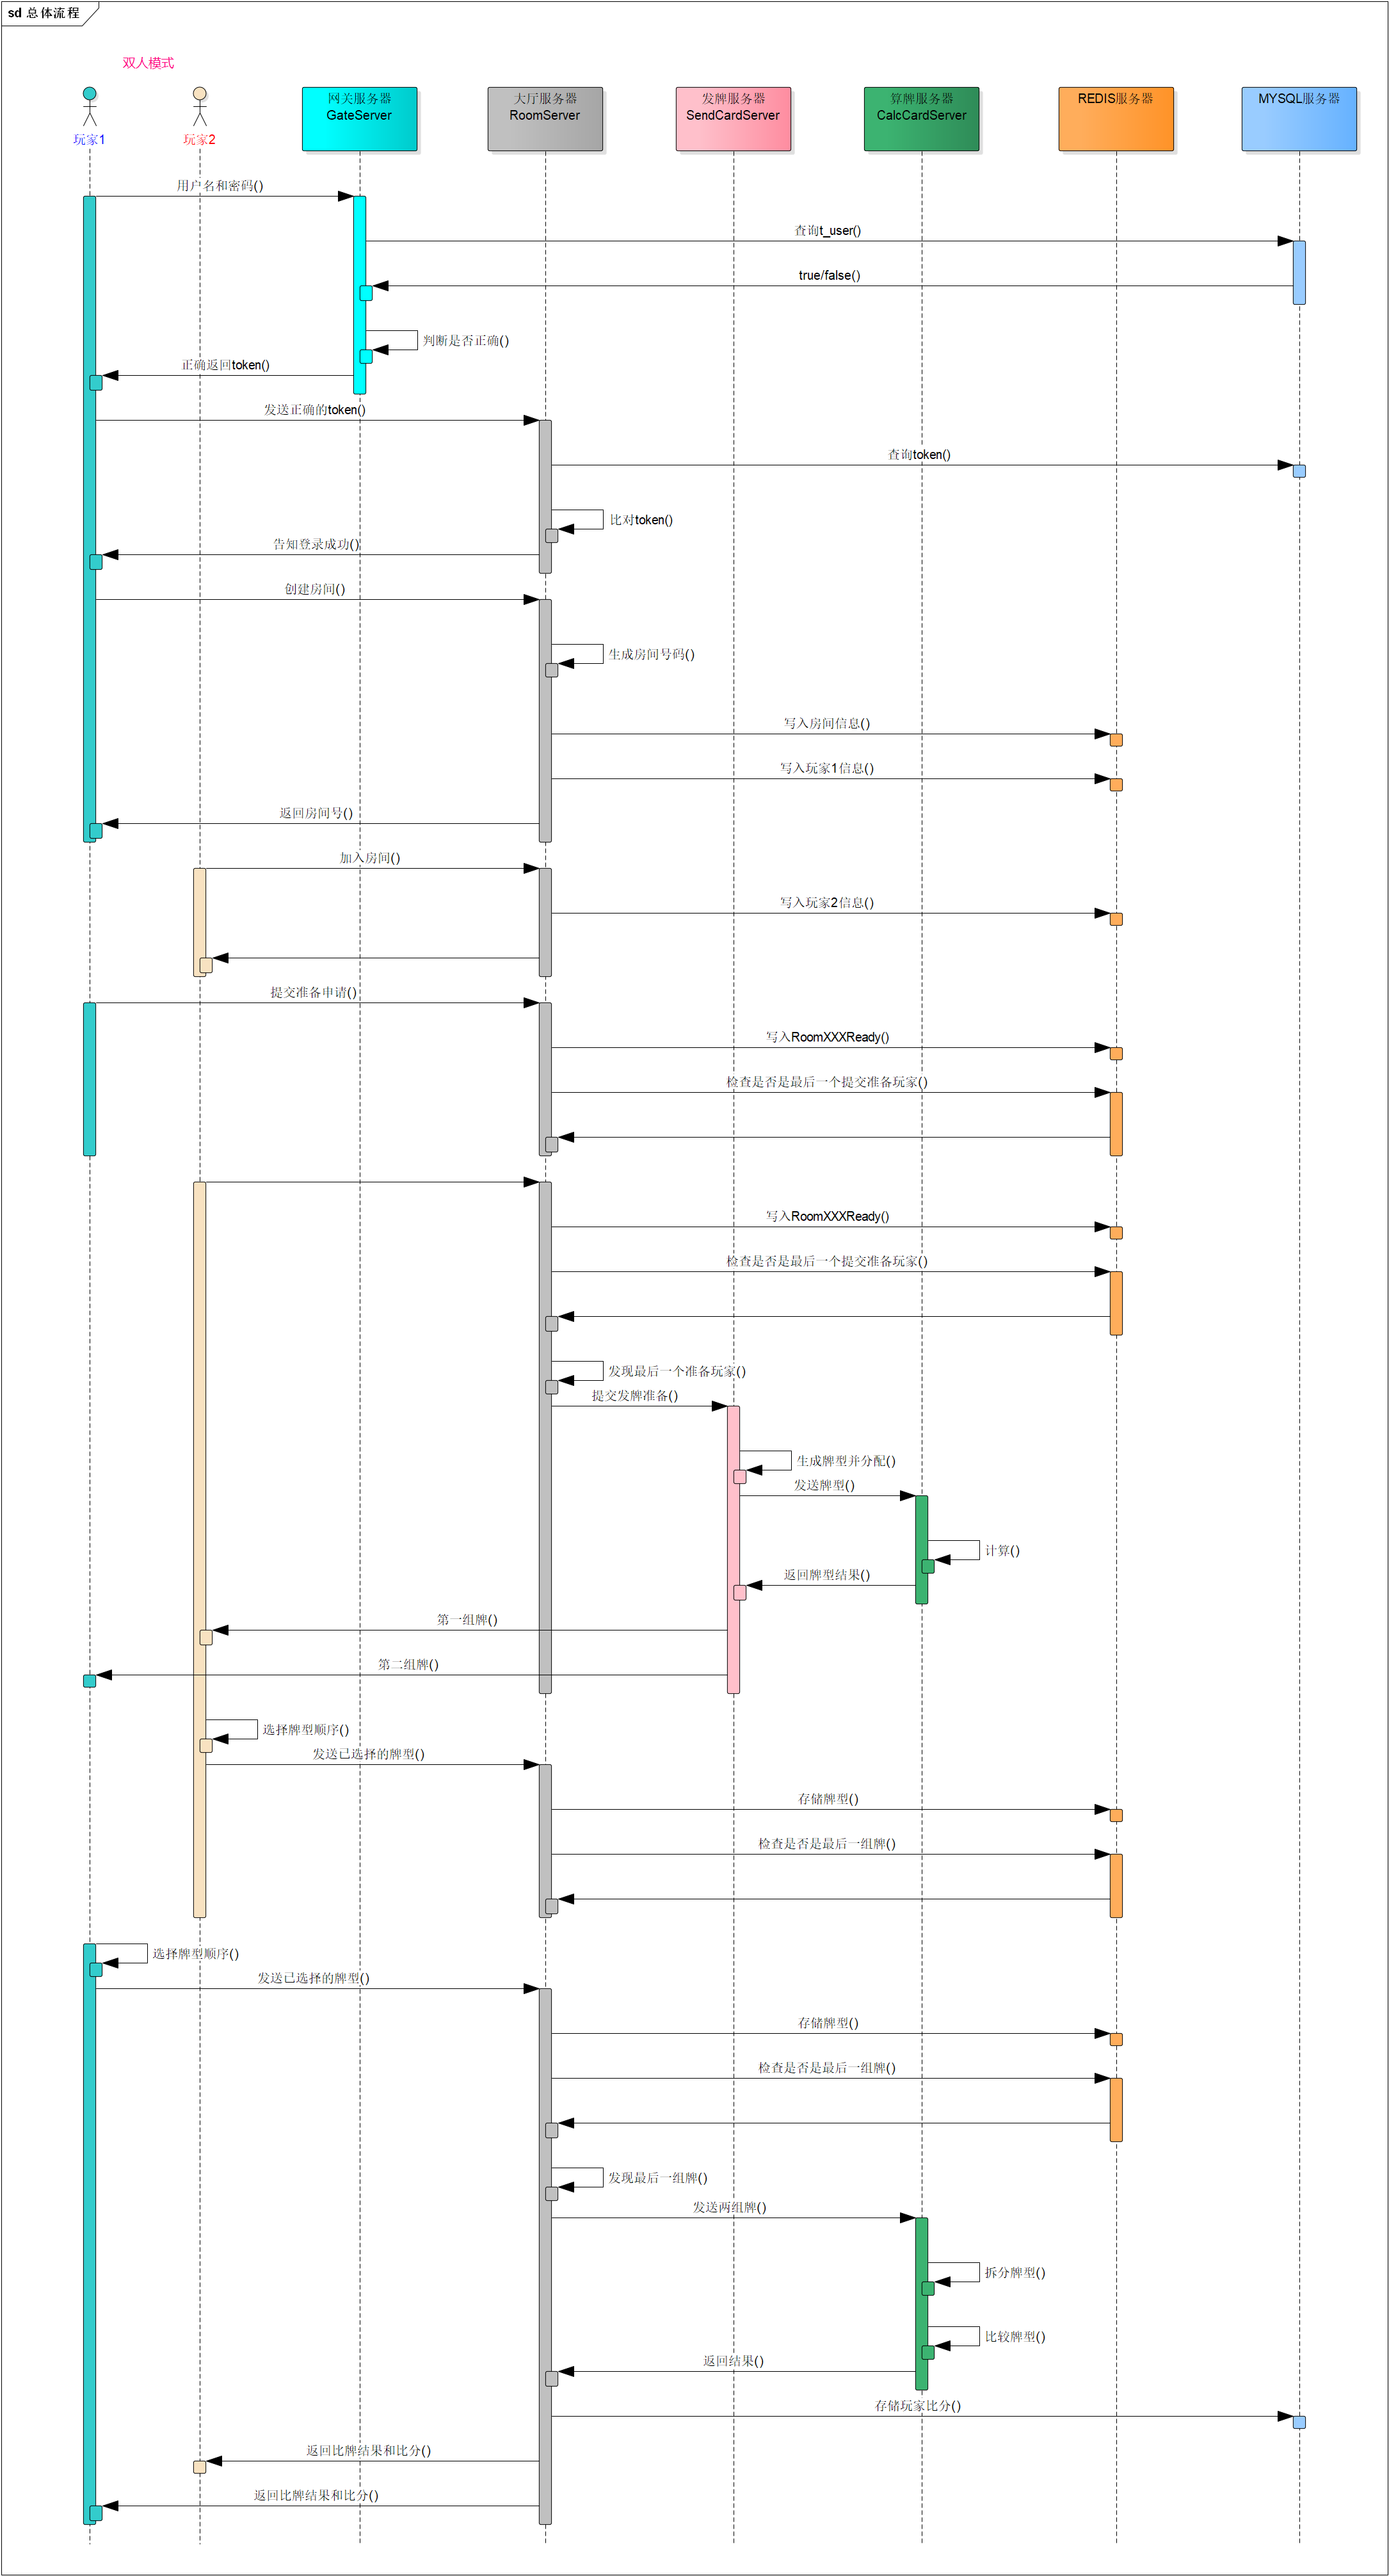 sd 总体流程
双人模式
玩家1
玩家2
网关服务器
GateServer
大厅服务器
RoomServer
发牌服务器
SendCardServer
算牌服务器
CalcCardServer
REDIS服务器
MYSQL服务器
用户名和密码()
查询t_user()
true/false()
判断是否正确()
正确返回token()
发送正确的token()
查询token()
比对token()
告知登录成功()
创建房间()
生成房间号码()
写入房间信息()
写入玩家1信息()
返回房间号()
加入房间()
写入玩家2信息()
提交准备申请()
写入RoomXXXReady()
检查是否是最后一个提交准备玩家()
写入RoomXXXReady()
检查是否是最后一个提交准备玩家()
发现最后一个准备玩家()
提交发牌准备()
生成牌型并分配()
发送牌型()
计算()
返回牌型结果()
第一组牌()
第二组牌()
选择牌型顺序()
发送已选择的牌型()
存储牌型()
检查是否是最后一组牌()
选择牌型顺序()
发送已选择的牌型()
存储牌型()
检查是否是最后一组牌()
发现最后一组牌()
发送两组牌()
拆分牌型()
比较牌型()
返回结果()
存储玩家比分()
返回比牌结果和比分()
返回比牌结果和比分()